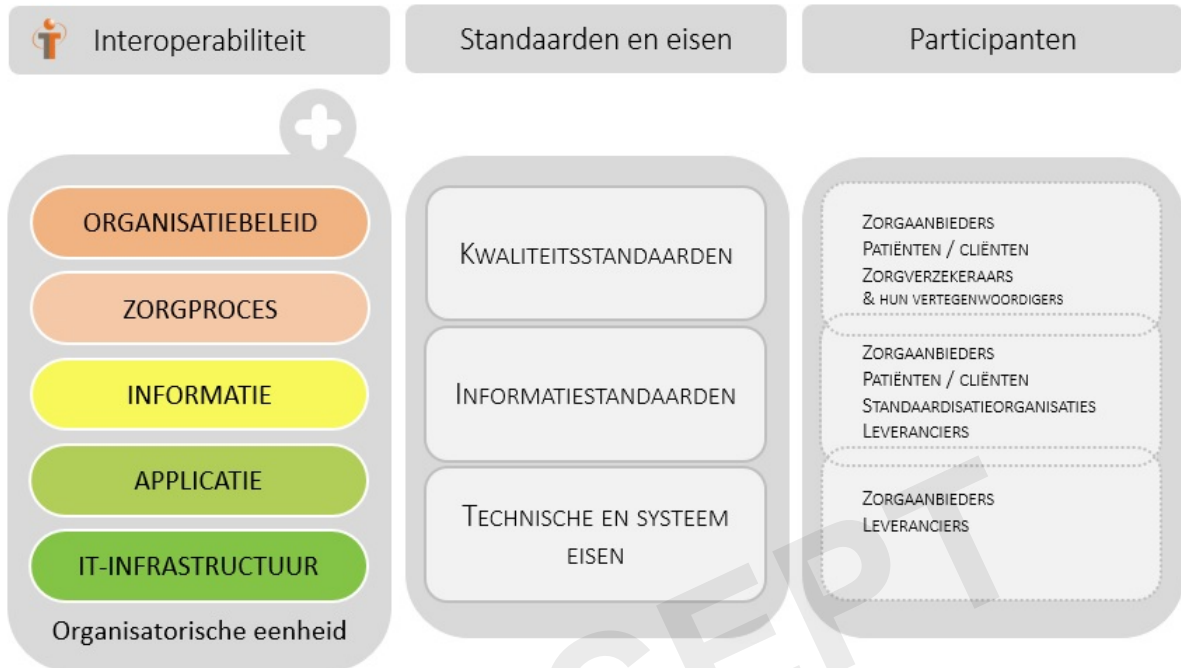 Interoperabiliteit
ORGANISATIEBELEID
ZORGPROCES
INFORMATIE
APPLICATIE
IT-INFRASTRUCTUUR
Organisatorische eenheid
Standaarden en eisen
KWALITEITSSTANDAARDEN
INFORMATIESTANDAARDEN
TECHNISCHE EN SYSTEEM
EISEN
Participanten
ZORGAANBIEDERS
PATIËNTEN / CLIËNTEN
ZORGVERZEKERAARS
& HUN VERTEGENWOORDIGERS
ZORGAANBIEDERS
PATIËNTEN / CLIËNTEN
STANDAARDISATIEORGANISATIES
LEVERANCIERS
ZORGAANBIEDERS
LEVERANCIERS